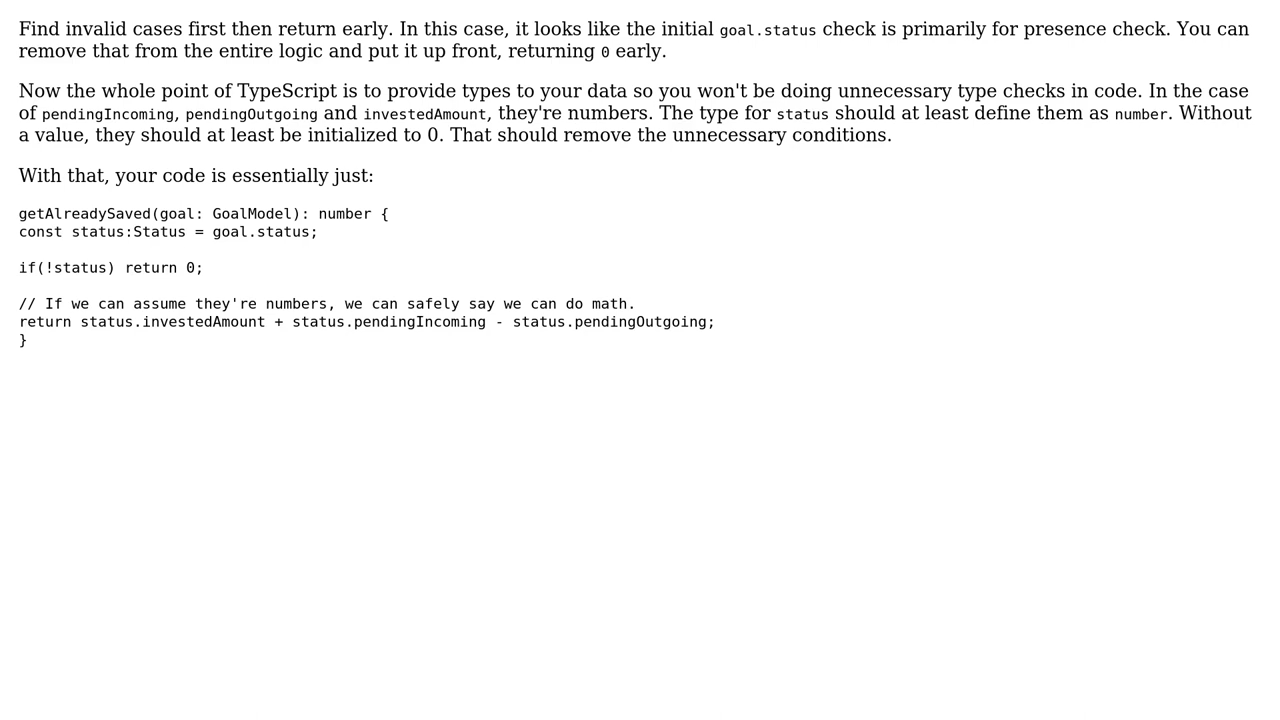 Find invalid cases first then return early. In this case, it looks like the initial goal.status check is primarily for presence check. You can
remove that from the entire logic and put it up front, returning 0 early.
Now the whole point of TypeScript is to provide types to your data so you won't be doing unnecessary type checks in code. In the case
of pendingIncoming, pendingOutgoing and investedAmount, they're numbers. The type for status should at least define them as number. Without
a value, they should at least be initialized to 0. That should remove the unnecessary conditions.
With that, your code is essentially just:
getAlreadySaved(goal: GoalModel): number {
const status:Status = goal.status;
if(!status) return 0;
// If we can assume they're numbers, we can safely say we can do math.
return status.investedAmount + status.pendingIncoming - status.pendingOutgoing;
}